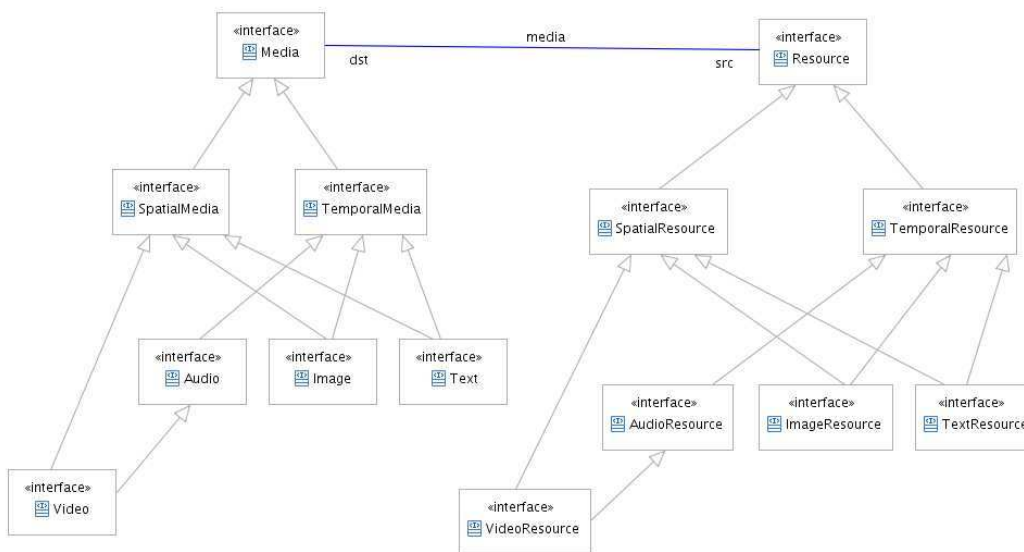 «interface»
Media
media
dst
src
«interface»
Resource
«interface»
SpatialMedia
«interface»
TemporalMedia
«interface»
SpatialResource
«interface»
TemporalResource
«interface»
Audio
«interface»
Image
«interface»
Text
«interface»
AudioResource
«interface»
ImageResource
«interface»
TextResource
«interface»
Video
«interface»
VideoResource